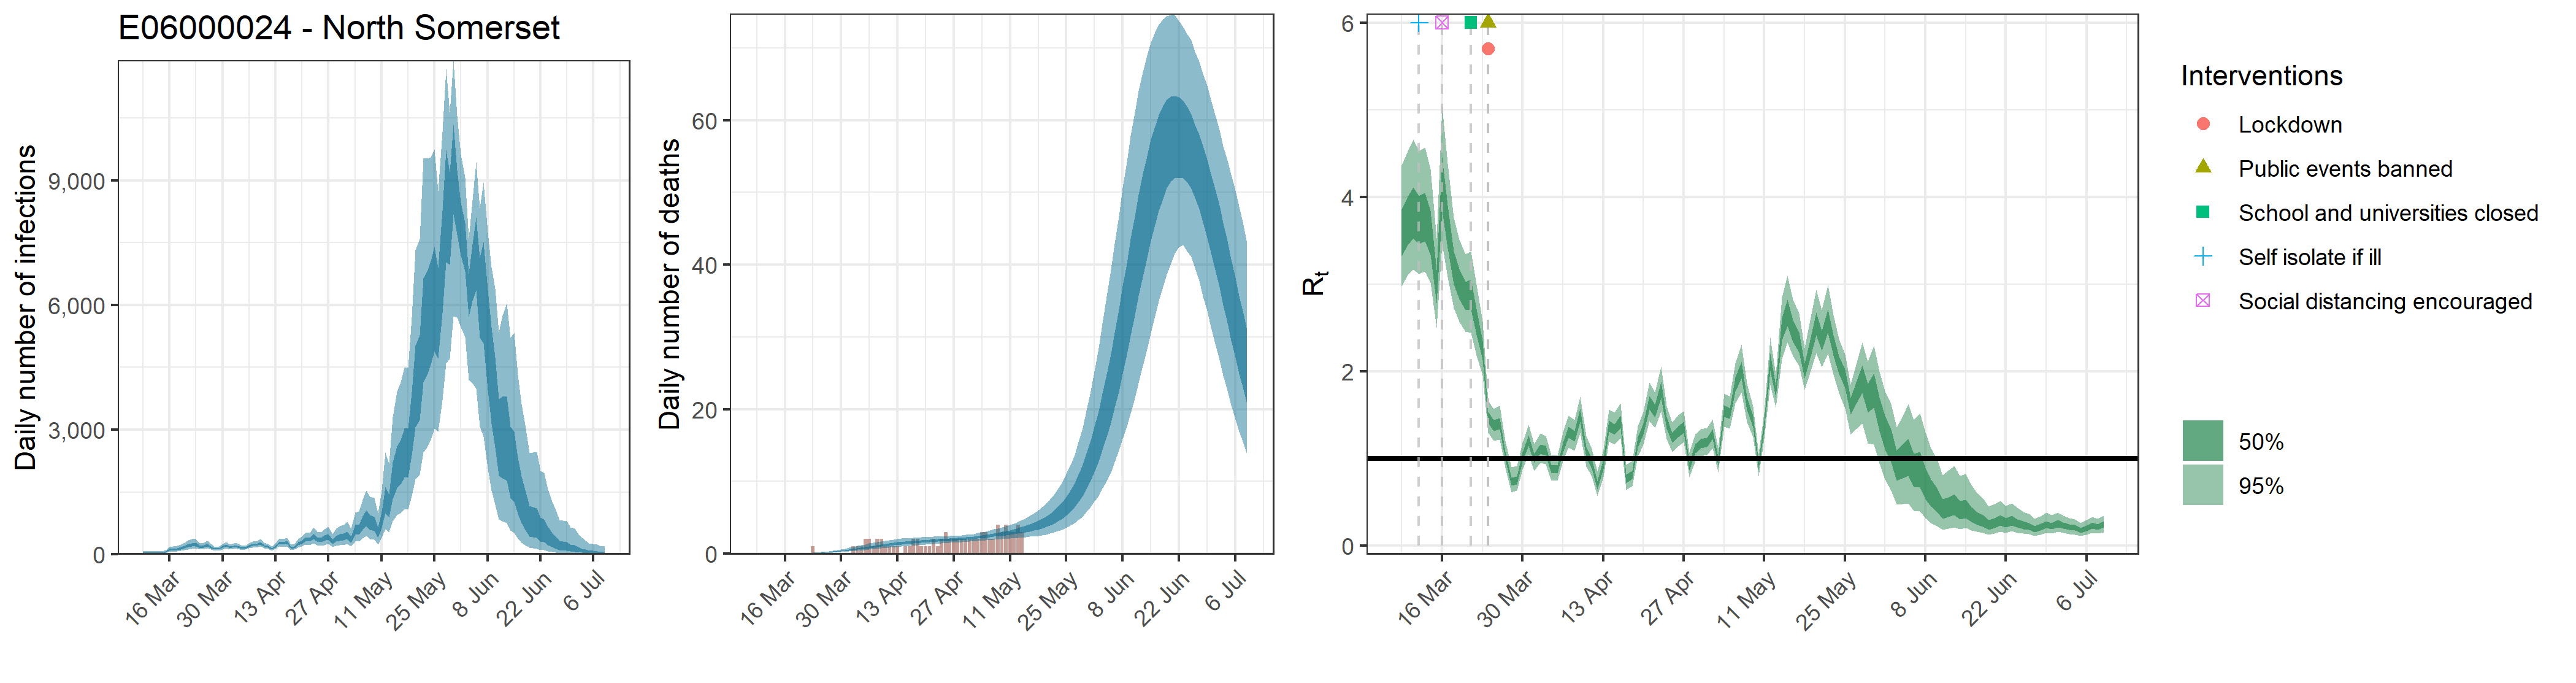 E06000024 - North Somerset
Daily number of infections
9,000
6,000
3,000
0
16 Mar
30 Mar
13 Apr
27 Apr
11 May
25 May
8 Jun
22 Jun
6 Jul
Daily number of deaths
60
40
20
0
16 Mar
30 Mar
13 Apr
27 Apr
11 May
25 May
8 Jun
22 Jun
6 Jul
Rt
6
4
2
0
16 Mar
30 Mar
13 Apr
27 Apr
11 May
25 May
8 Jun
22 Jun
6 Jul
Interventions
Lockdown
Public events banned
School and universities closed
Self isolate if ill
Social distancing encouraged
50%
95%